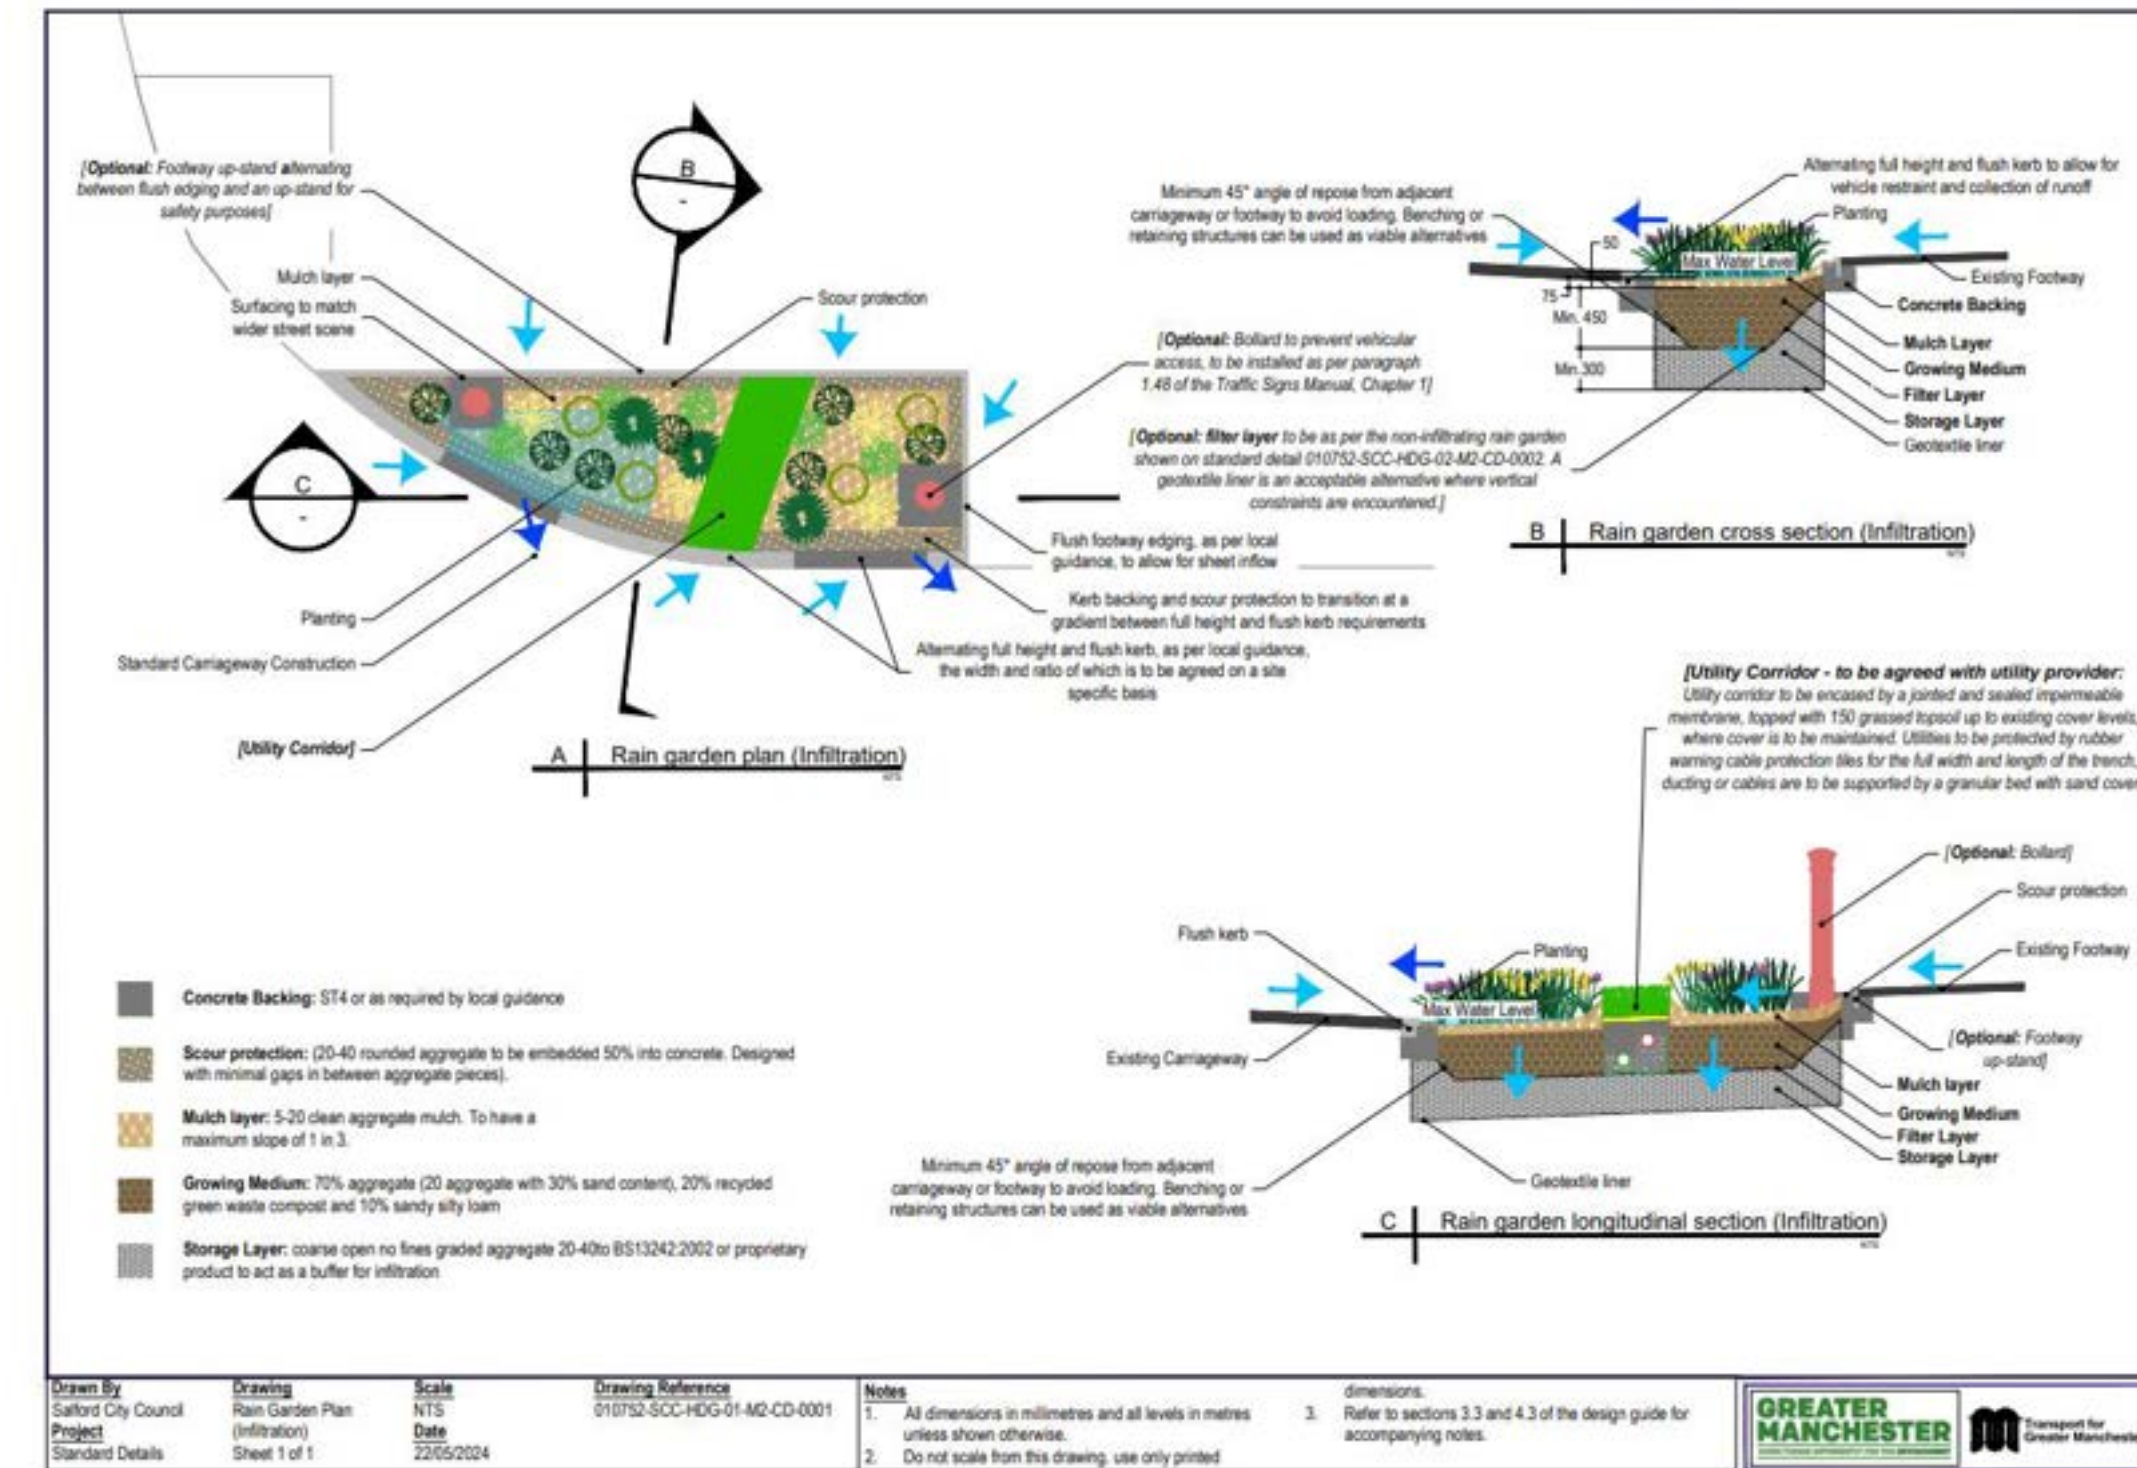 [Optional: Footway up-stand alternating
between flush edging and an up-stand for
safety purposes]
Mulch layer
Surfacing to match
wider street scene
B
-
Scour protection
C
-
Planting
Standard Carriageway Construction
[Utility Corridor]
[Optional: Bollard to prevent vehicular
access, to be installed as per paragraph
1.48 of the Traffic Signs Manual, Chapter 1]
[Optional: filter layer to be as per the non-infiltrating rain garden
shown on standard detail 010752-SCC-HDG-02-M2-CD-0002. A
geotextile liner is an acceptable alternative where vertical
constraints are encountered.]
Flush footway edging, as per local
guidance, to allow for sheet inflow
Kerb backing and scour protection to transition at a
gradient between full height and flush kerb requirements
Alternating full height and flush kerb, as per local guidance,
the width and ratio of which is to be agreed on a site
specific basis
A Rain garden plan (Infiltration)
NTS
Minimum 45° angle of repose from adjacent
carriageway or footway to avoid loading. Benching or
retaining structures can be used as viable alternatives
Alternating full height and flush kerb to allow for
vehicle restraint and collection of runoff
Planting
50
Max Water Level
75
Min. 450
Min.300
Existing Footway
Concrete Backing
Mulch Layer
Growing Medium
Filter Layer
Storage Layer
Geotextile liner
B Rain garden cross section (Infiltration)
NTS
[Utility Corridor - to be agreed with utility provider:
Utility corridor to be encased by a jointed and sealed impermeable
membrane, topped with 150 grassed topsoil up to existing cover levels,
where cover is to be maintained. Utilities to be protected by rubber
warning cable protection tiles for the full width and length of the trench,
ducting or cables are to be supported by a granular bed with sand cover
[Optional: Bollard]
Scour protection
Flush kerb
Planting
Existing Footway
Max Water Level
Existing Carriageway
[Optional: Footway
up-stand]
Mulch layer
Growing Medium
Filter Layer
Storage Layer
Minimum 45° angle of repose from adjacent
carriageway or footway to avoid loading. Benching or
retaining structures can be used as viable alternatives
Geotextile liner
C Rain garden longitudinal section (Infiltration)
NTS
Concrete Backing: ST4 or as required by local guidance
Scour protection: (20-40 rounded aggregate to be embedded 50% into concrete. Designed
with minimal gaps in between aggregate pieces).
Mulch layer: 5-20 clean aggregate mulch. To have a
maximum slope of 1 in 3.
Growing Medium: 70% aggregate (20 aggregate with 30% sand content), 20% recycled
green waste compost and 10% sandy silty loam
Storage Layer: coarse open no fines graded aggregate 20-40to BS13242:2002 or proprietary
product to act as a buffer for infiltration
Drawn By
Salford City Council
Project
Standard Details
Drawing
Rain Garden Plan
(Infiltration)
Sheet 1 of 1
Scale
NTS
Date
22/05/2024
Drawing Reference
010752-SCC-HDG-01-M2-CD-0001
Notes
1. All dimensions in millimetres and all levels in metres
unless shown otherwise.
2. Do not scale from this drawing, use only printed
dimensions.
3. Refer to sections 3.3 and 4.3 of the design guide for
accompanying notes.
GREATER
MANCHESTER
Transport for
Greater Manchester